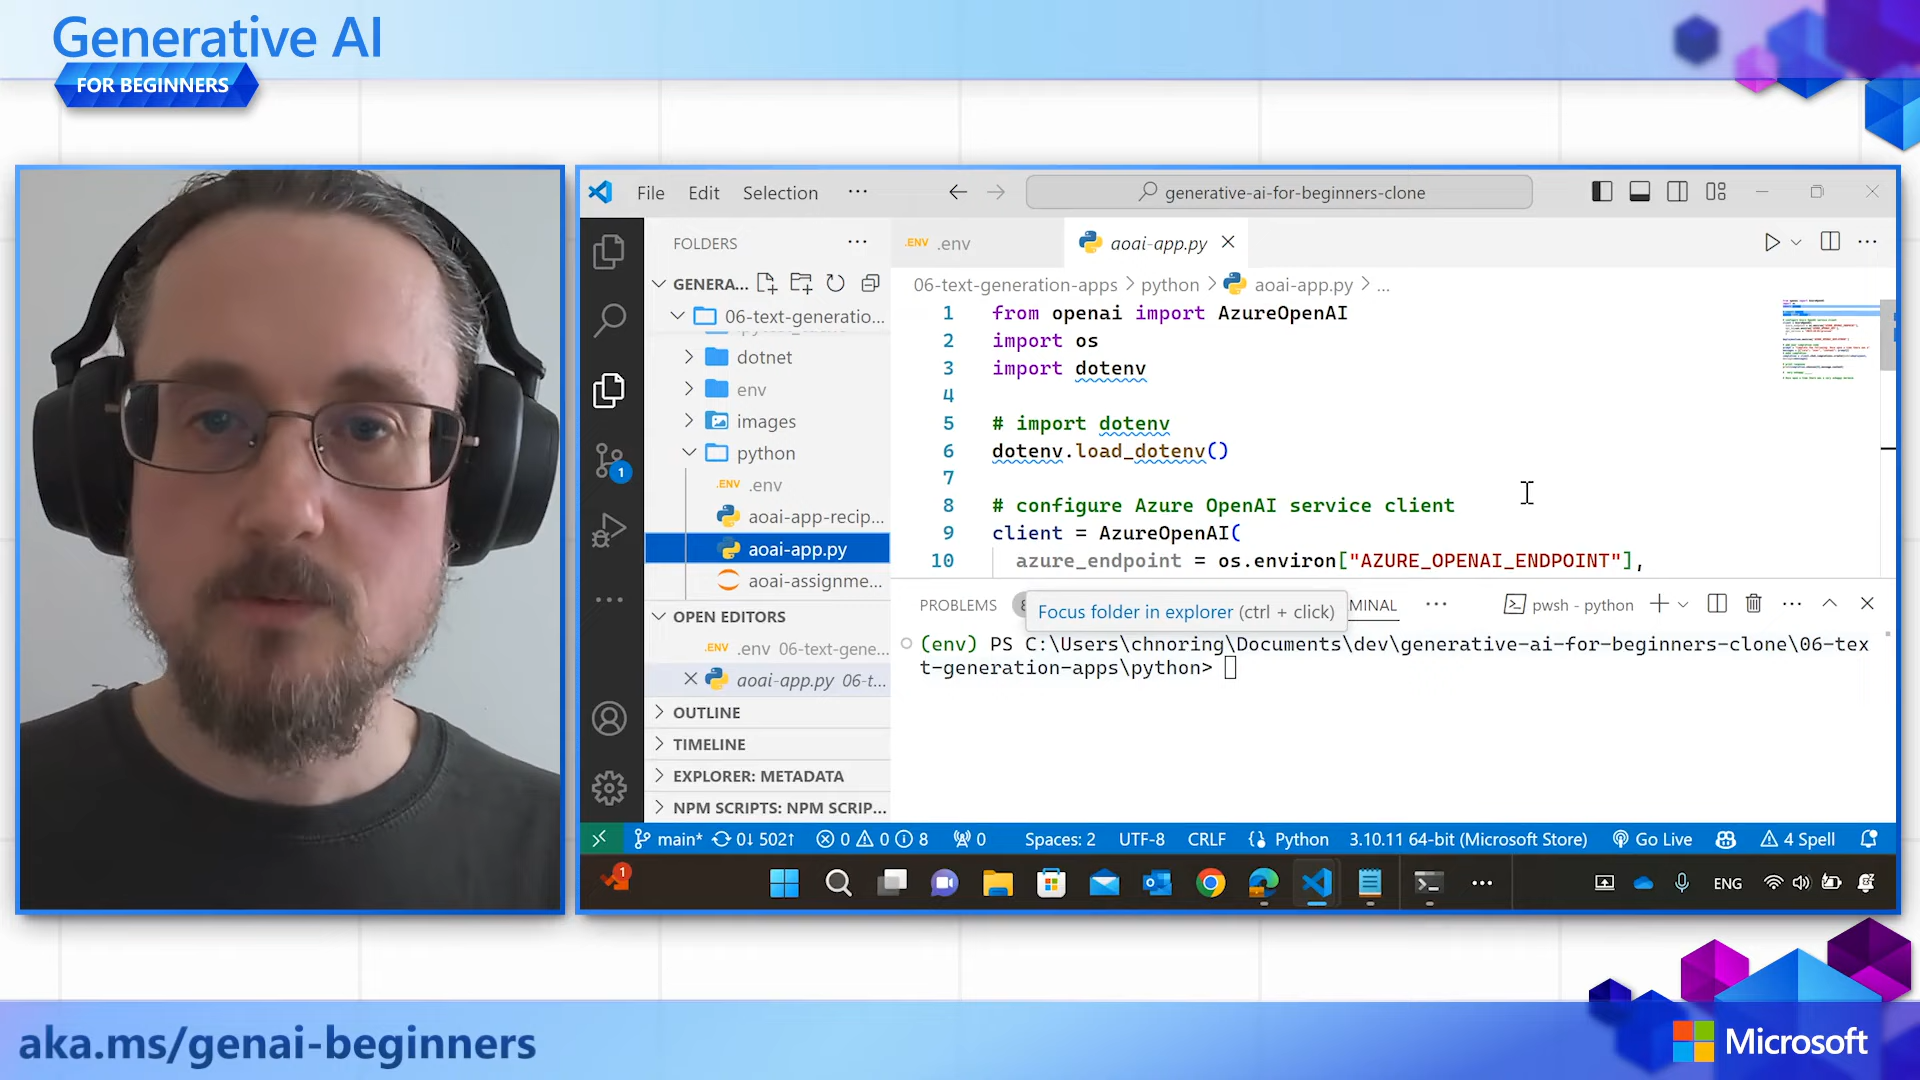 Generative AI
FOR BEGINNERS
File Edit Selection ...
generative-ai-for-beginners-clone
FOLDERS ...
GENERA...
06-text-generatio...
dotnet
env
images
python
.ENV .env
aoai-app-recip...
aoai-app.py
aoai-assignme...
OPEN EDITORS
.ENV .env 06-text-gene...
aoai-app.py 06-t...
OUTLINE
TIMELINE
EXPLORER: METADATA
NPM SCRIPTS: NPM SCRIP...
1
.ENV .env
aoai-app.py
06-text-generation-apps > python > aoai-app.py > ...
1 from openai import AzureOpenAI
2 import os
3 import dotenv
4
5 # import dotenv
6 dotenv.load_dotenv()
7
8 # configure Azure OpenAI service client
9 client = AzureOpenAI(
10 azure_endpoint = os.environ["AZURE_OPENAI_ENDPOINT"],
PROBLEMS
Focus folder in explorer (ctrl + click)
MINAL ... pwsh - python
(env) PS C:\Users\chnoring\Documents\dev\generative-ai-for-beginners-clone\06-tex
t-generation-apps\python>
main* 0↓ 502↑ 0 0 8 0 Spaces: 2 UTF-8 CRLF {} Python 3.10.11 64-bit (Microsoft Store) Go Live 4 Spell
1 ENG
aka.ms/genai-beginners
Microsoft